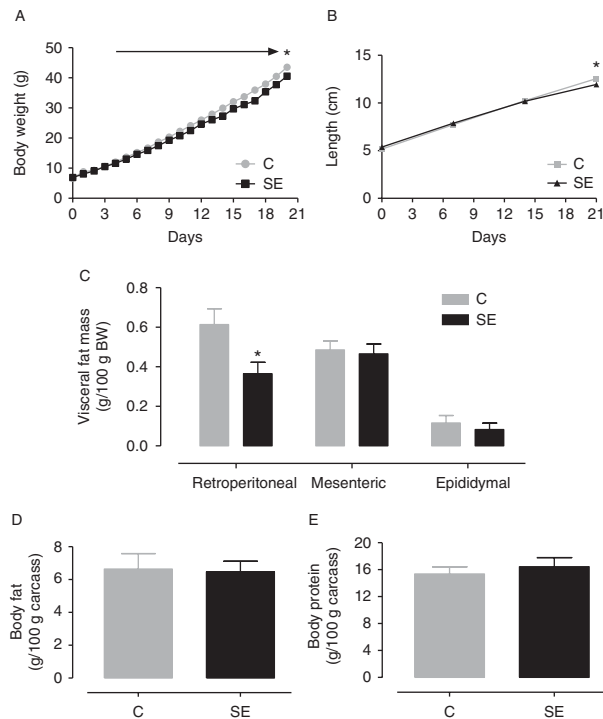 A
*
Body weight (g)
50
40
30
20
10
0
C
SE
0 3 6 9 12 15 18 21
Days
B
*
Length (cm)
15
10
5
0
C
SE
0 3 6 9 12 15 18 21
Days
C
Visceral fat mass
(g/100 g BW)
0.8
0.6
0.4
0.2
0.0
*
C
SE
Retroperitoneal Mesenteric Epididymal
D
Body fat
(g/100 g carcass)
8
6
4
2
0
C SE
E
Body protein
(g/100 g carcass)
20
16
12
8
4
0
C SE